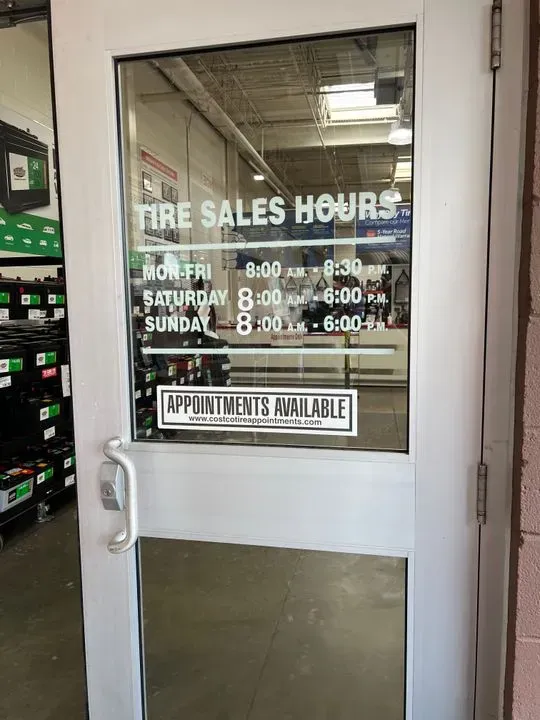 TIRE SALES HOURS
MON-FRI 8:00 A.M. - 8:30 P.M.
SATURDAY 8:00 A.M. - 6:00 P.M.
SUNDAY 8:00 A.M. - 6:00 P.M.
APPOINTMENTS AVAILABLE
www.costcotireappointments.com